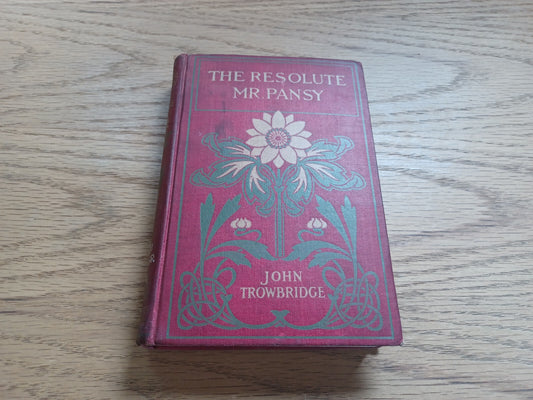 THE RESOLUTE
MR. PANSY
JOHN
TROWBRIDGE